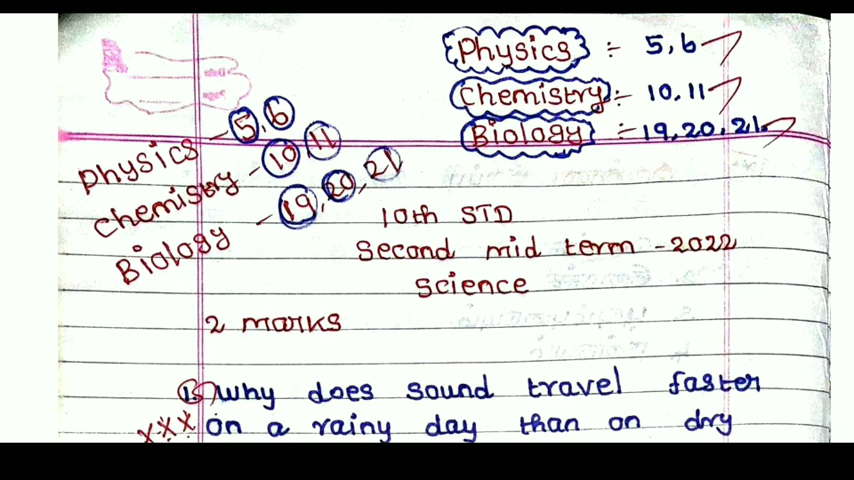 Physics ÷ 5,6
Chemistry ÷ 10,11
Biology ÷ 19,20,21.
Physics - 5,6
Chemistry - 10,11
Biology - 19,20,21
10th STD
Second mid term - 2022
Science
2 marks
1) Why does sound travel faster
xxx on a rainy day than on dry